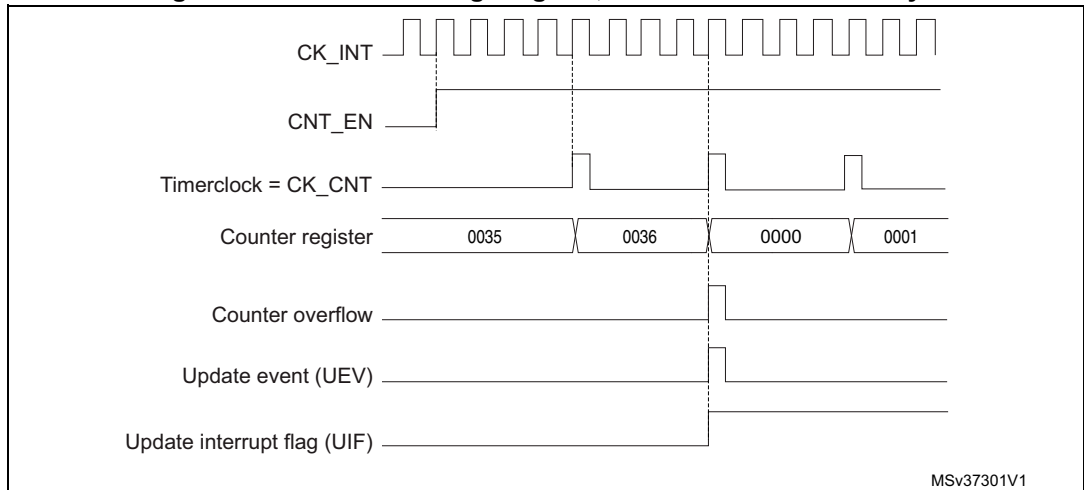 CK_INT
CNT_EN
Timerclock = CK_CNT
Counter register 0035 0036 0000 0001
Counter overflow
Update event (UEV)
Update interrupt flag (UIF)
MSv37301V1